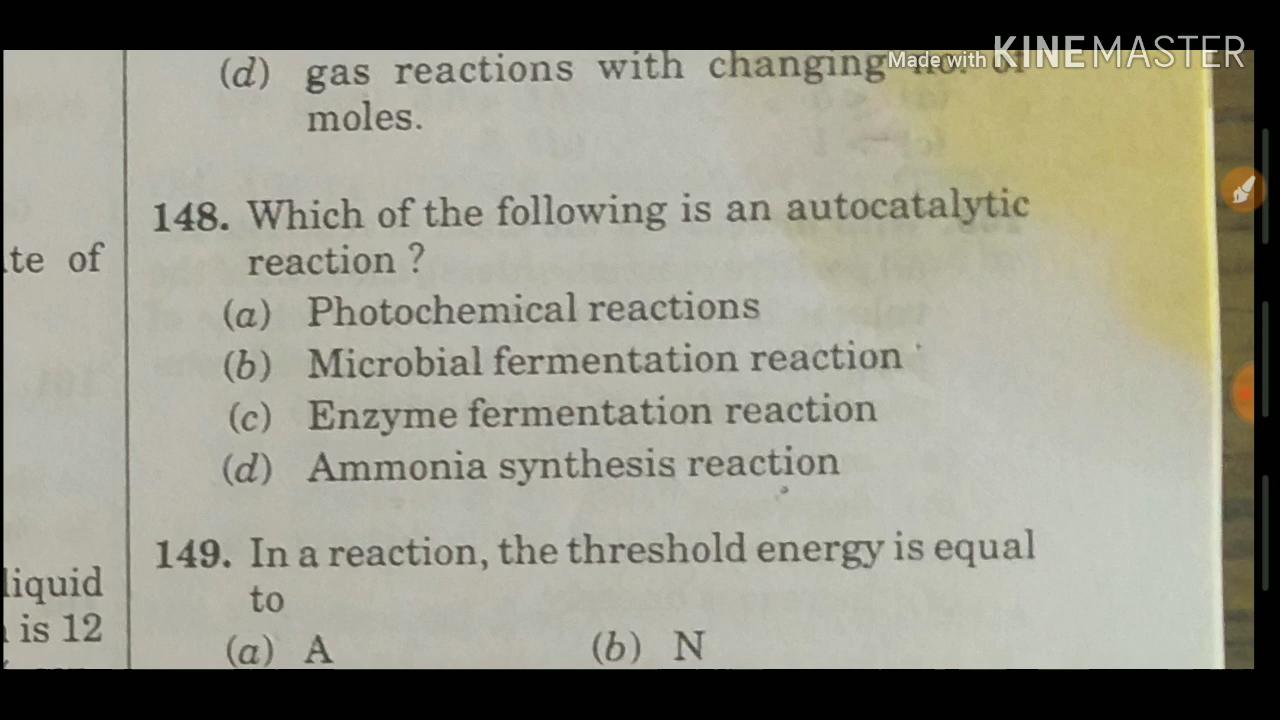 Made with KINEMASTER
(d) gas reactions with changing no. of
moles.
148. Which of the following is an autocatalytic
reaction ?
(a) Photochemical reactions
(b) Microbial fermentation reaction
(c) Enzyme fermentation reaction
(d) Ammonia synthesis reaction
149. In a reaction, the threshold energy is equal
to
(a) A (b) N
te of
liquid
is 12